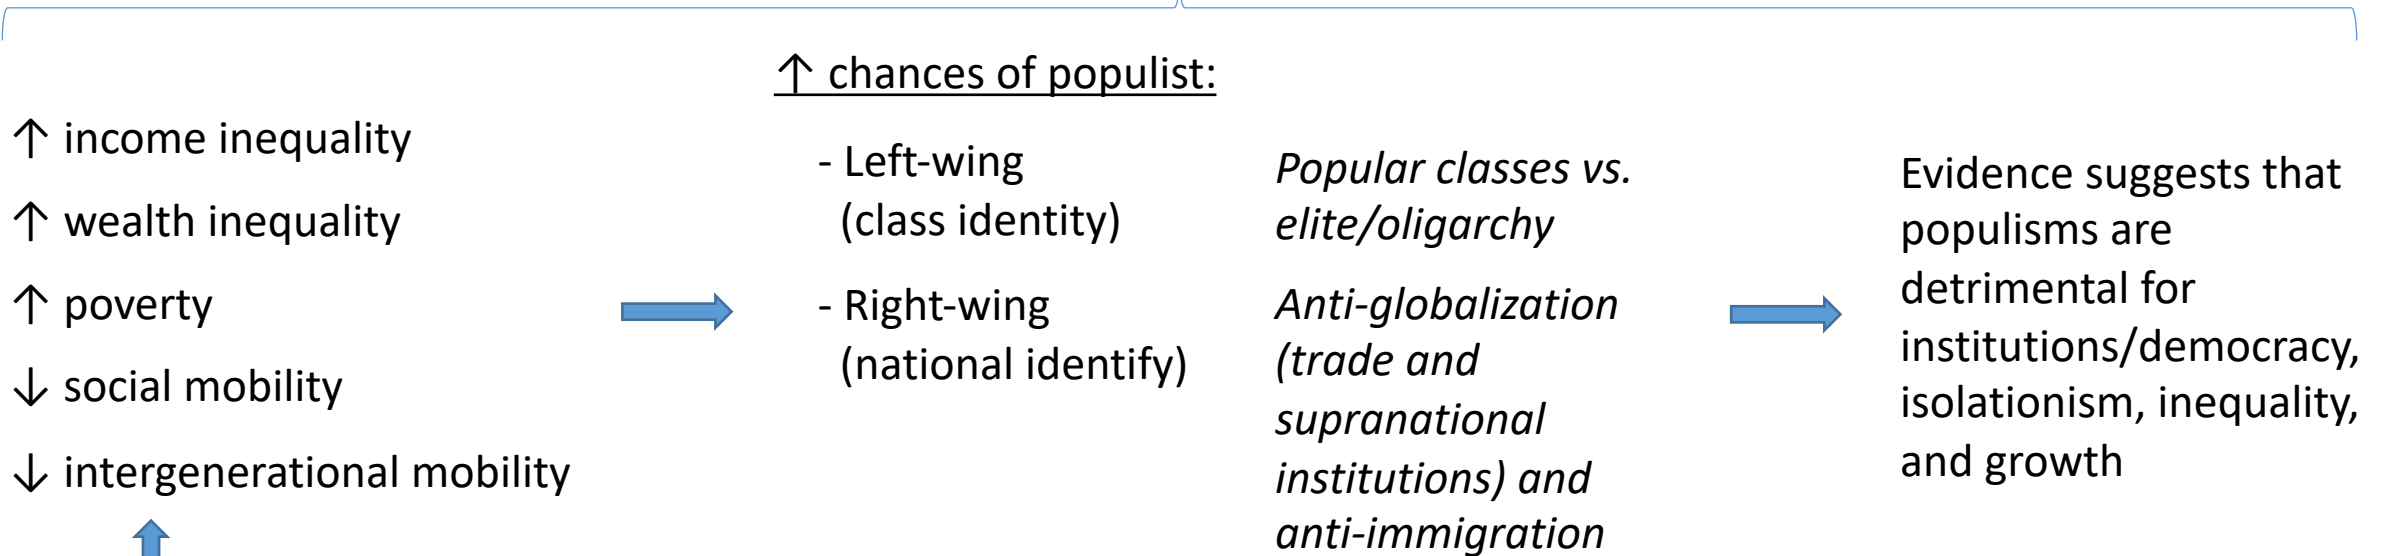 ↑ income inequality
↑ wealth inequality
↑ poverty
↓ social mobility
↓ intergenerational mobility
↑ chances of populist:
- Left-wing
(class identity)
- Right-wing
(national identify)
Popular classes vs.
elite/oligarchy
Anti-globalization
(trade and
supranational
institutions) and
anti-immigration
Evidence suggests that
populisms are
detrimental for
institutions/democracy,
isolationism, inequality,
and growth